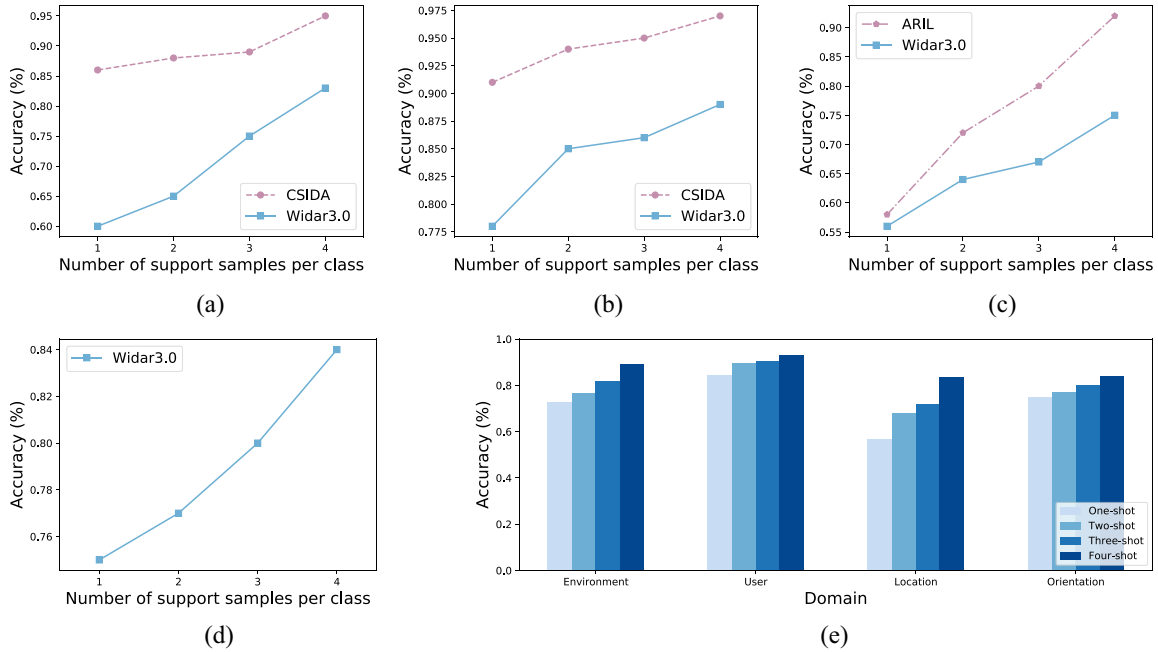 0.95
0.90
0.85
0.80
0.75
0.70
0.65
0.60
Accuracy (%)
CSIDA
Widar3.0
1 2 3 4
Number of support samples per class
(a)
0.975
0.950
0.925
0.900
0.875
0.850
0.825
0.800
0.775
Accuracy (%)
CSIDA
Widar3.0
1 2 3 4
Number of support samples per class
(b)
ARIL
Widar3.0
0.90
0.85
0.80
0.75
0.70
0.65
0.60
0.55
Accuracy (%)
1 2 3 4
Number of support samples per class
(c)
Widar3.0
0.84
0.82
0.80
0.78
0.76
Accuracy (%)
1 2 3 4
Number of support samples per class
(d)
1.0
0.8
0.6
0.4
0.2
0.0
Accuracy (%)
One-shot
Two-shot
Three-shot
Four-shot
Environment User Location Orientation
Domain
(e)